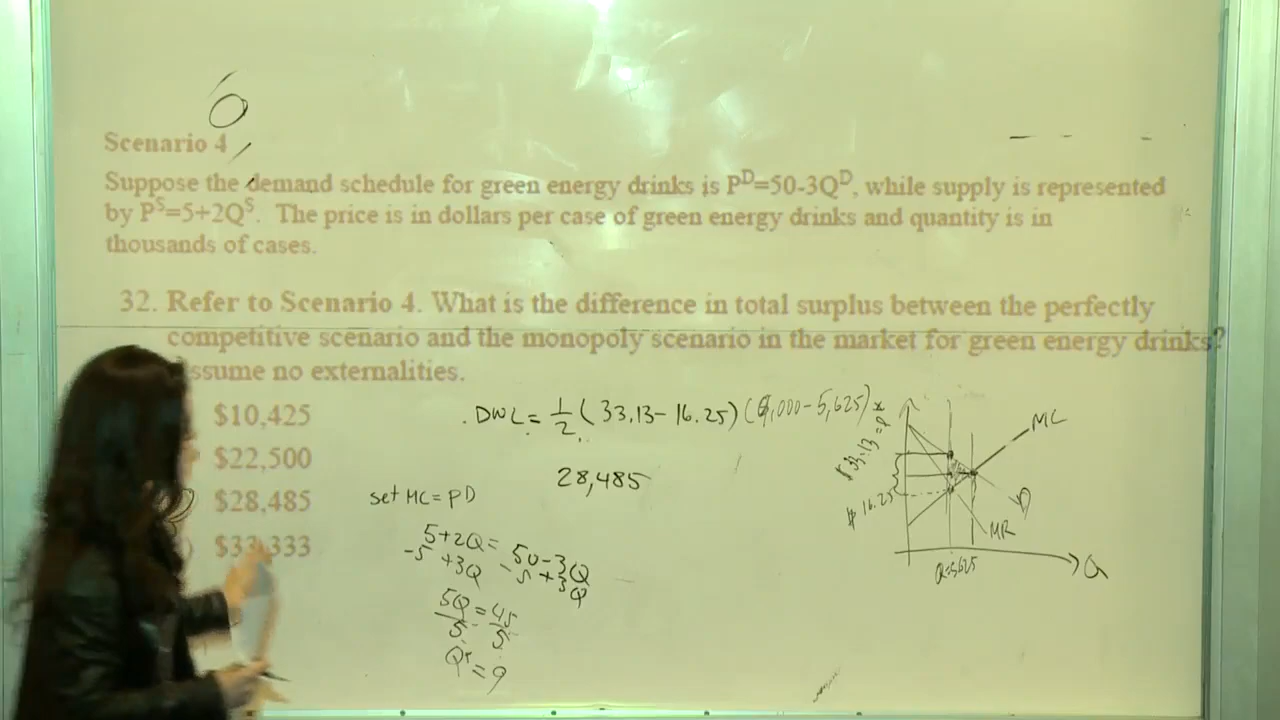 Scenario 4
Suppose the demand schedule for green energy drinks is P^D=50-3Q^D, while supply is represented
by P^S=5+2Q^S. The price is in dollars per case of green energy drinks and quantity is in
thousands of cases.
32. Refer to Scenario 4. What is the difference in total surplus between the perfectly
competitive scenario and the monopoly scenario in the market for green energy drinks?
ssume no externalities.
$10,425
$22,500
$28,485
$33,333
DWL = 1/2 (33.13 - 16.25) (9,000 - 5,625)
28,485
set MC = PD
5+2Q = 50-3Q
-5 +3Q -5 +3Q
5Q = 45
5 5
Q* = 9
$33.13 = P*
$16.25
MC
D
MR
Q=5625
Q